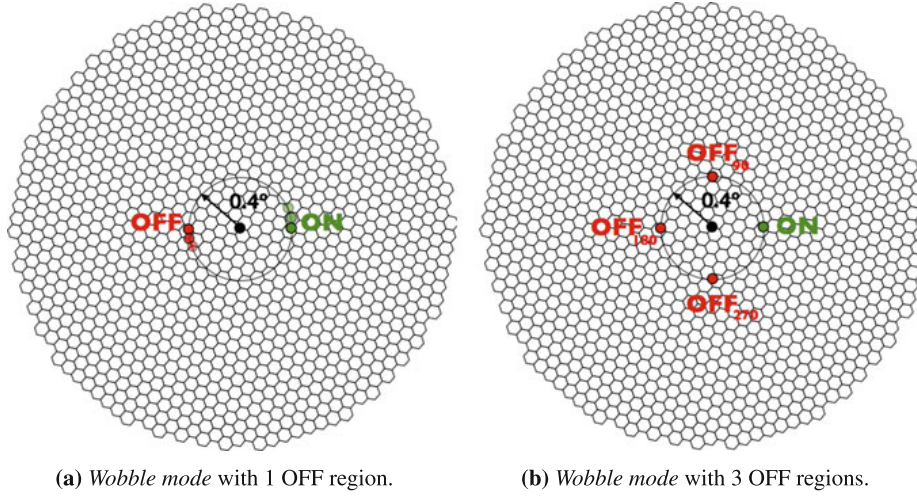 0.4°
OFF
ON
OFF90
0.4°
OFF180
ON
OFF270
(a) Wobble mode with 1 OFF region.
(b) Wobble mode with 3 OFF regions.